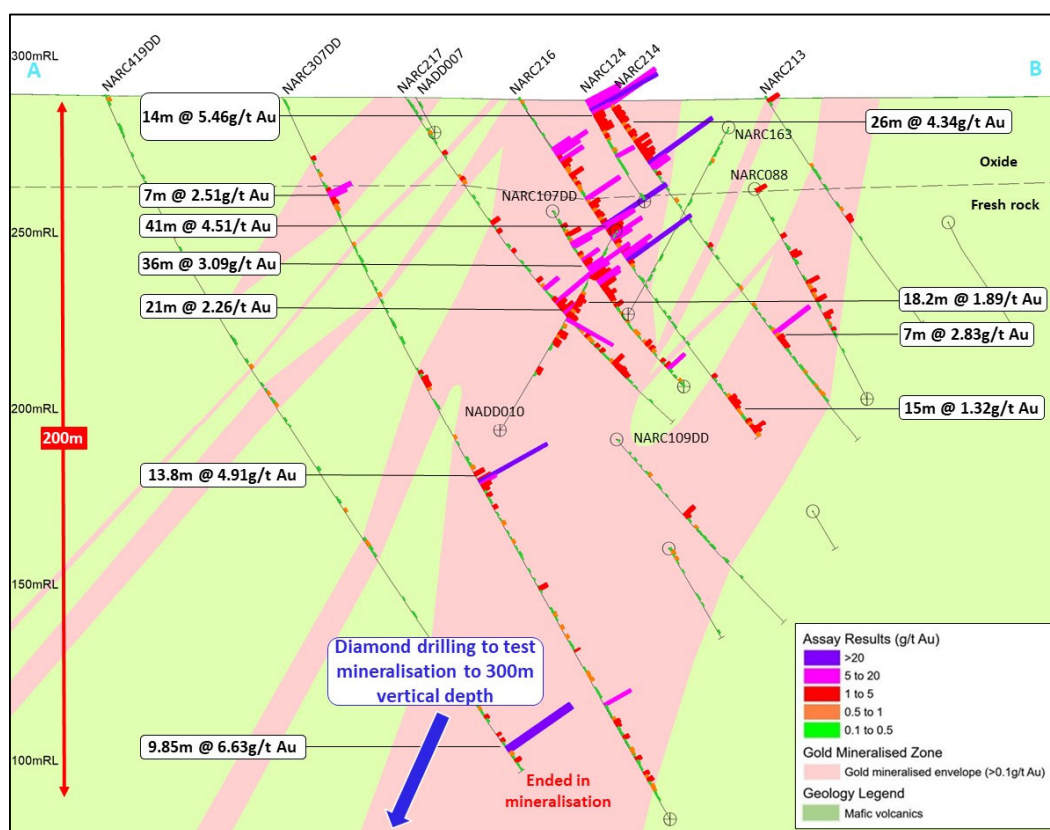 300mRL
A
NARC419DD
NARC307DD
NARC217
NADD007
NARC216
NARC124
NARC214
NARC213
B
14m @ 5.46g/t Au
26m @ 4.34g/t Au
NARC163
Oxide
7m @ 2.51g/t Au
NARC107DD
NARC088
Fresh rock
41m @ 4.51/t Au
250mRL
36m @ 3.09g/t Au
21m @ 2.26/t Au
18.2m @ 1.89/t Au
7m @ 2.83g/t Au
200mRL
NADD010
15m @ 1.32g/t Au
200m
NARC109DD
13.8m @ 4.91g/t Au
150mRL
Diamond drilling to test
mineralisation to 300m
vertical depth
9.85m @ 6.63g/t Au
100mRL
Ended in
mineralisation
Assay Results (g/t Au)
>20
5 to 20
1 to 5
0.5 to 1
0.1 to 0.5
Gold Mineralised Zone
Gold mineralised envelope (>0.1g/t Au)
Geology Legend
Mafic volcanics